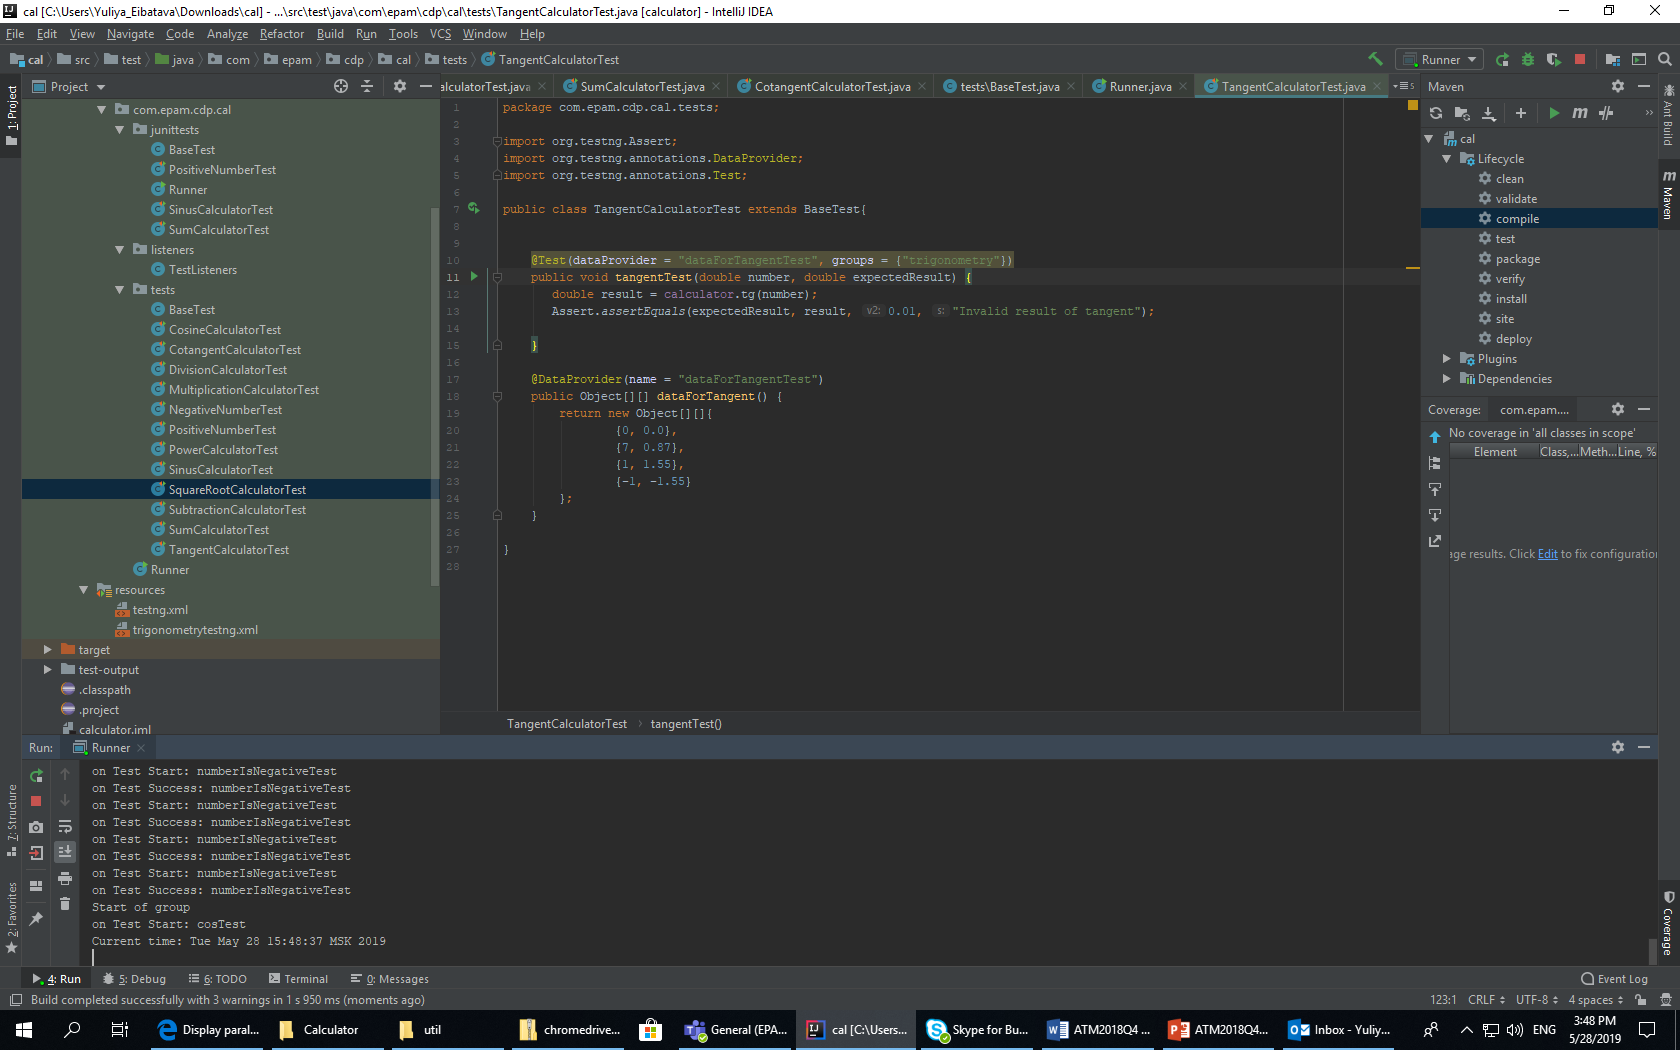 cal [C:\Users\Yuliya_Eibatava\Downloads\cal] - ...\src\test\java\com\epam\cdp\cal\tests\TangentCalculatorTest.java [calculator] - IntelliJ IDEA
File Edit View Navigate Code Analyze Refactor Build Run Tools VCS Window Help
cal src test java com epam cdp cal tests TangentCalculatorTest
Runner
1: Project
Project
com.epam.cdp.cal
junittests
BaseTest
PositiveNumberTest
Runner
SinusCalculatorTest
SumCalculatorTest
listeners
TestListeners
tests
BaseTest
CosineCalculatorTest
CotangentCalculatorTest
DivisionCalculatorTest
MultiplicationCalculatorTest
NegativeNumberTest
PositiveNumberTest
PowerCalculatorTest
SinusCalculatorTest
SquareRootCalculatorTest
SubtractionCalculatorTest
SumCalculatorTest
TangentCalculatorTest
Runner
resources
testng.xml
trigonometrytestng.xml
target
test-output
.classpath
.project
calculator.iml
alculatorTest.java SumCalculatorTest.java CotangentCalculatorTest.java tests\BaseTest.java Runner.java TangentCalculatorTest.java 5
1 package com.epam.cdp.cal.tests;
2
3 import org.testng.Assert;
4 import org.testng.annotations.DataProvider;
5 import org.testng.annotations.Test;
6
7 public class TangentCalculatorTest extends BaseTest{
8
9
10 @Test(dataProvider = "dataForTangentTest", groups = {"trigonometry"})
11 public void tangentTest(double number, double expectedResult) {
12 double result = calculator.tg(number);
13 Assert.assertEquals(expectedResult, result, v2: 0.01, s: "Invalid result of tangent");
14
15 }
16
17 @DataProvider(name = "dataForTangentTest")
18 public Object[][] dataForTangent() {
19 return new Object[][]{
20 {0, 0.0},
21 {7, 0.87},
22 {1, 1.55},
23 {-1, -1.55}
24 };
25 }
26
27 }
28
TangentCalculatorTest tangentTest()
Maven
cal
Lifecycle
clean
validate
compile
test
package
verify
install
site
deploy
Plugins
Dependencies
Coverage: com.epam....
No coverage in 'all classes in scope'
Element Class,... Meth... Line, %
age results. Click Edit to fix configuration
Ant Build
Maven
Coverage
Run: Runner
on Test Start: numberIsNegativeTest
on Test Success: numberIsNegativeTest
on Test Start: numberIsNegativeTest
on Test Success: numberIsNegativeTest
on Test Start: numberIsNegativeTest
on Test Success: numberIsNegativeTest
on Test Start: numberIsNegativeTest
on Test Success: numberIsNegativeTest
Start of group
on Test Start: cosTest
Current time: Tue May 28 15:48:37 MSK 2019
7: Structure
2: Favorites
4: Run 5: Debug 6: TODO Terminal 0: Messages Event Log
Build completed successfully with 3 warnings in 1 s 950 ms (moments ago) 123:1 CRLF UTF-8 4 spaces
Display paral... Calculator util chromedrive... General (EPA... cal [C:\Users... Skype for Bu... ATM2018Q4 ... ATM2018Q4... Inbox - Yuliy... ENG 3:48 PM
5/28/2019